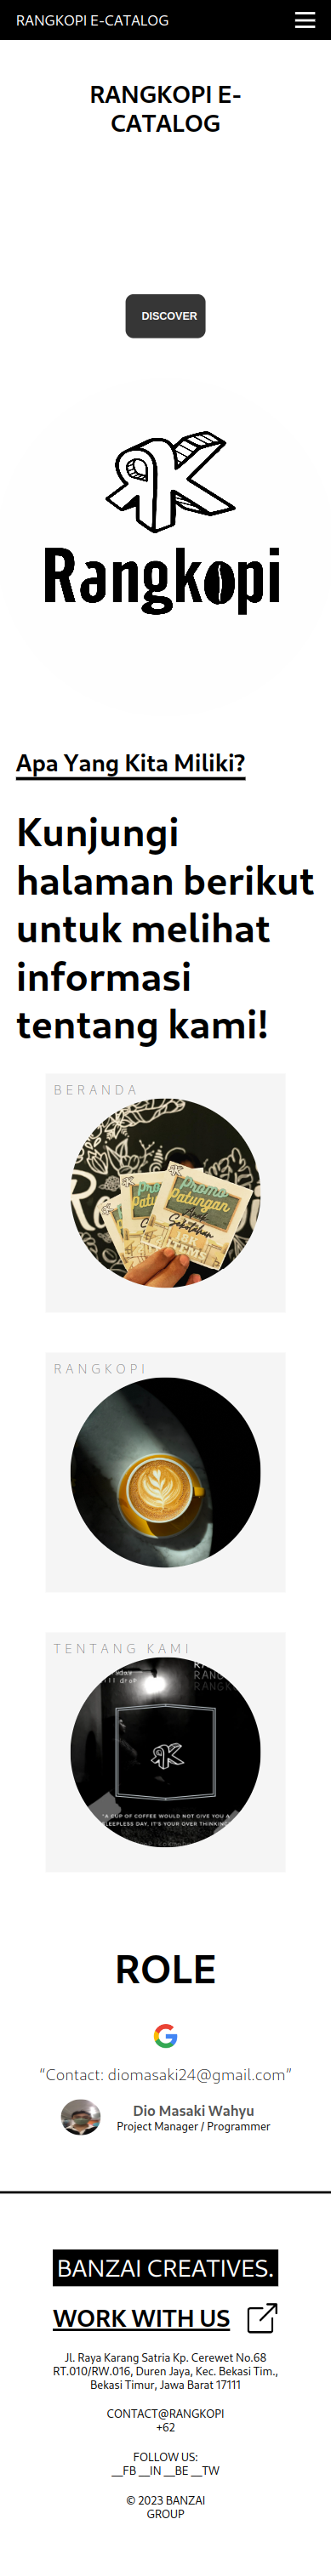 RANGKOPI E-CATALOG
RANGKOPI E-
CATALOG
DISCOVER
Rangkopi
Apa Yang Kita Miliki?
Kunjungi
halaman berikut
untuk melihat
informasi
tentang kami!
BERANDA
Promo
Patungan
RANGKOPI
TENTANG KAMI
RANG
RANGK
"A CUP OF COFFEE WOULD NOT GIVE YOU A
SLEEPLESS DAY, IT'S YOUR OVER THINKING
ROLE
“Contact: diomasaki24@gmail.com”
Dio Masaki Wahyu
Project Manager / Programmer
BANZAI CREATIVES.
WORK WITH US
Jl. Raya Karang Satria Kp. Cerewet No.68
RT.010/RW.016, Duren Jaya, Kec. Bekasi Tim.,
Bekasi Timur, Jawa Barat 17111
CONTACT@RANGKOPI
+62
FOLLOW US:
__FB __IN __BE __TW
© 2023 BANZAI
GROUP